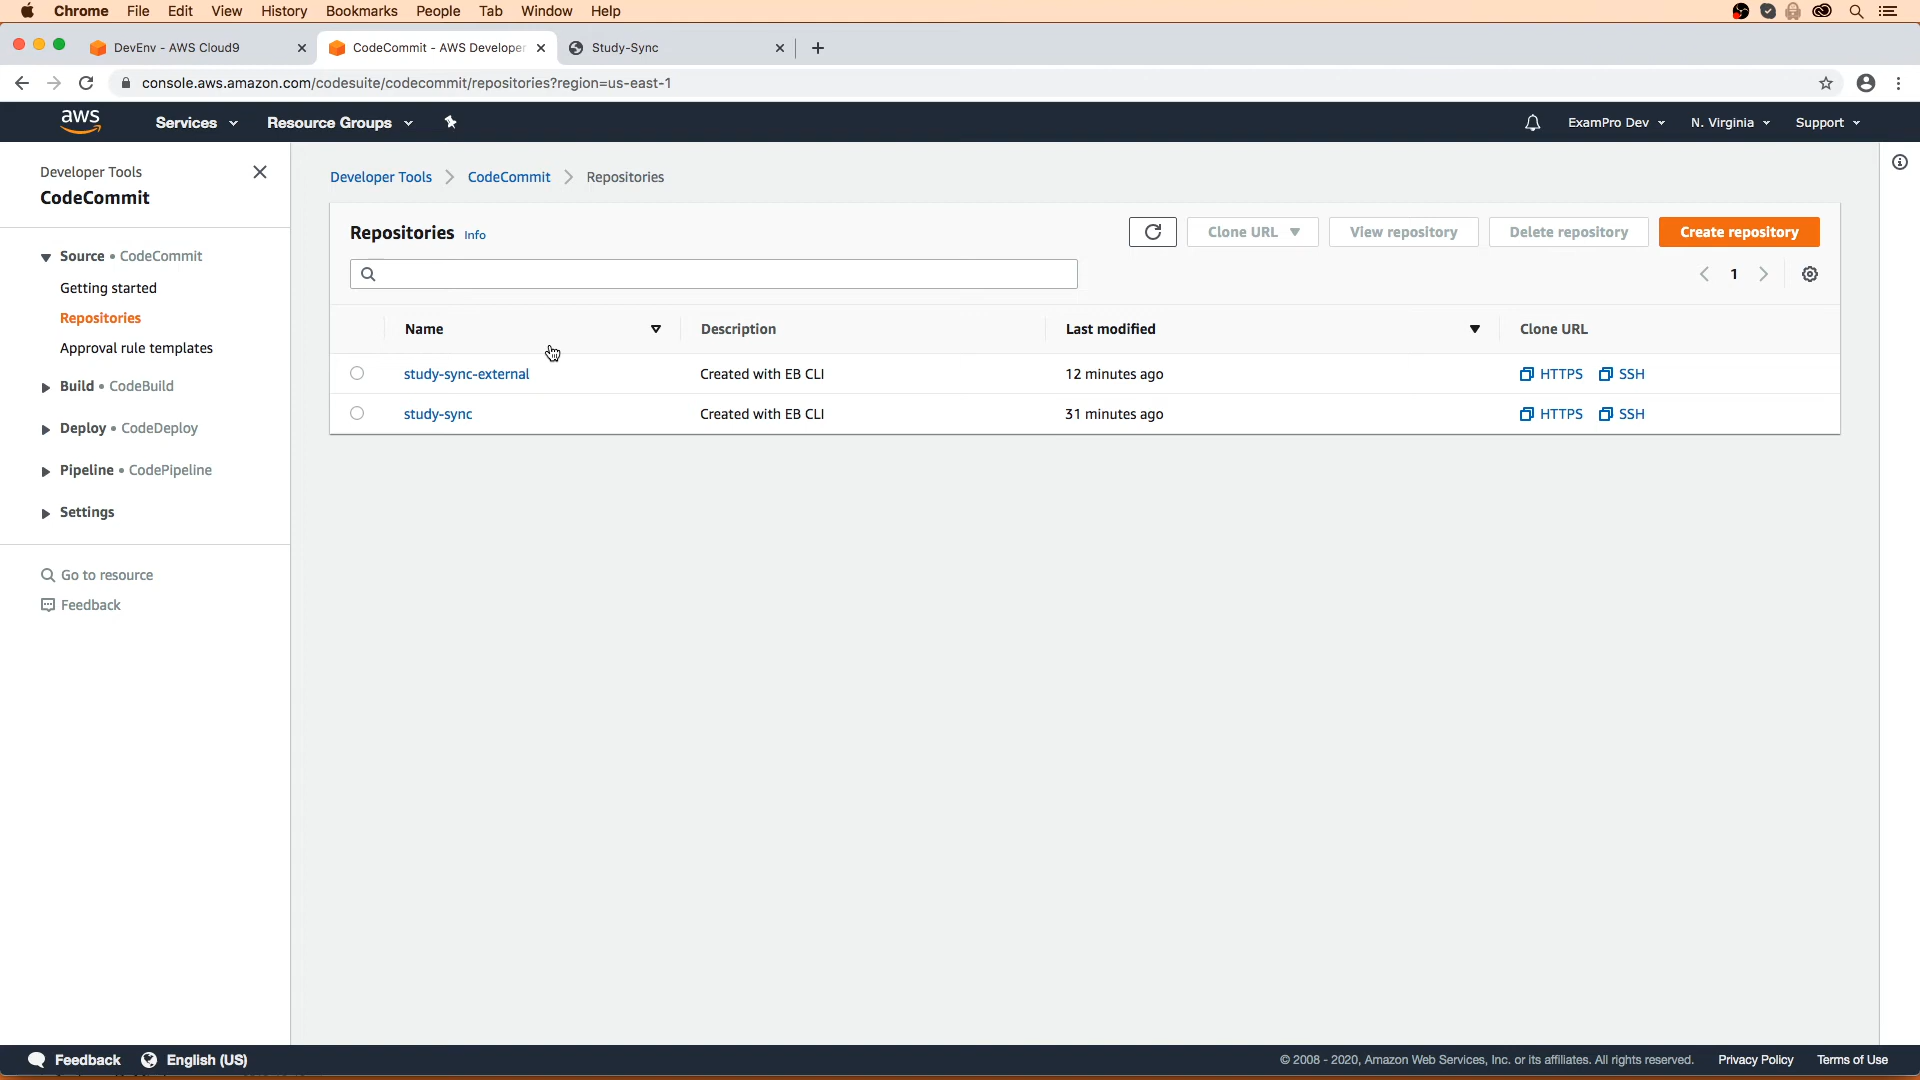 Chrome File Edit View History Bookmarks People Tab Window Help
DevEnv - AWS Cloud9
CodeCommit - AWS Developer
Study-Sync
console.aws.amazon.com/codesuite/codecommit/repositories?region=us-east-1
aws Services Resource Groups ExamPro Dev N. Virginia Support
Developer Tools
CodeCommit
Source • CodeCommit
Getting started
Repositories
Approval rule templates
Build • CodeBuild
Deploy • CodeDeploy
Pipeline • CodePipeline
Settings
Go to resource
Feedback
Developer Tools CodeCommit Repositories
Repositories Info Clone URL View repository Delete repository Create repository
1
Name Description Last modified Clone URL
study-sync-external Created with EB CLI 12 minutes ago HTTPS SSH
study-sync Created with EB CLI 31 minutes ago HTTPS SSH
Feedback English (US) © 2008 - 2020, Amazon Web Services, Inc. or its affiliates. All rights reserved. Privacy Policy Terms of Use